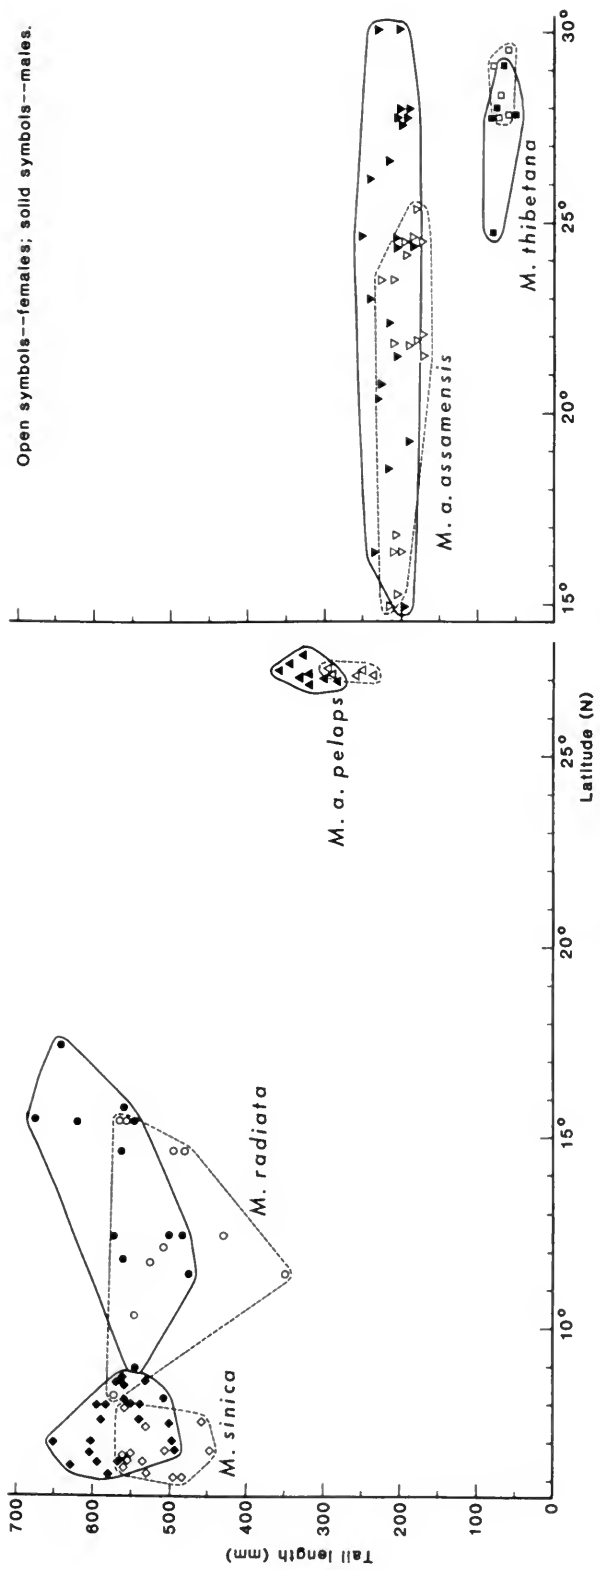 Open symbols--females; solid symbols--males.
700
600
500
400
300
200
100
0
Tail length (mm)
10°
15°
20°
25°
Latitude (N)
15°
20°
25°
30°
M. sinica
M. radiata
M. a. pelops
M. a. assamensis
M. thibetana